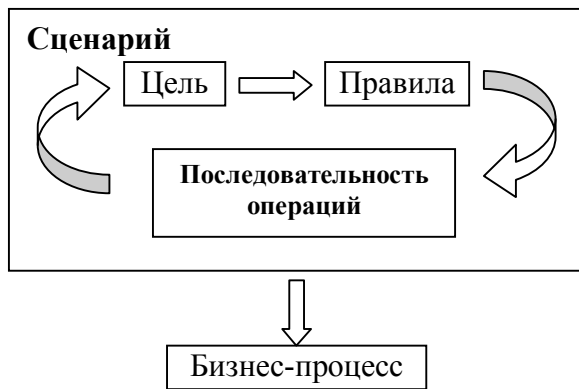 Сценарий
Цель
Правила
Последовательность
операций
Бизнес-процесс